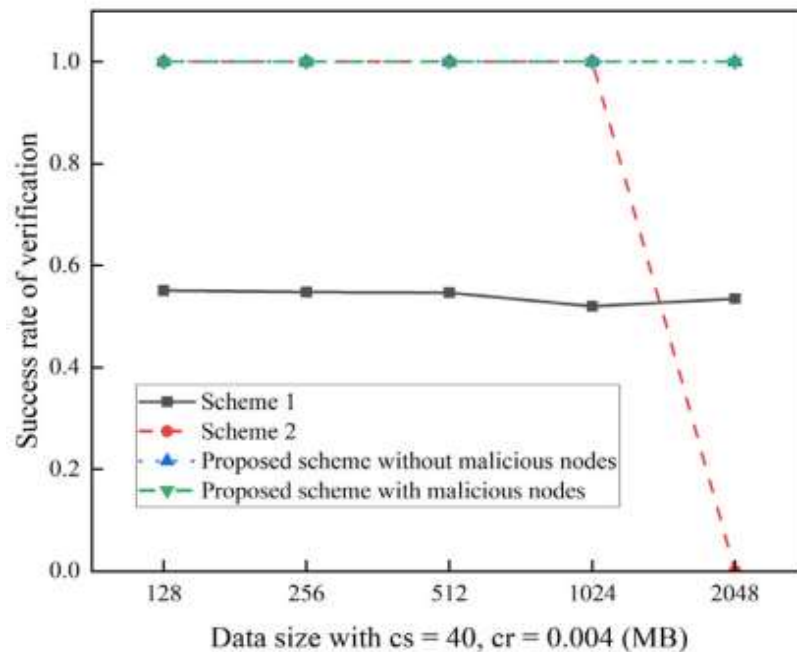 1.0
0.8
0.6
0.4
0.2
0.0
Success rate of verification
Scheme 1
Scheme 2
Proposed scheme without malicious nodes
Proposed scheme with malicious nodes
128 256 512 1024 2048
Data size with cs = 40, cr = 0.004 (MB)